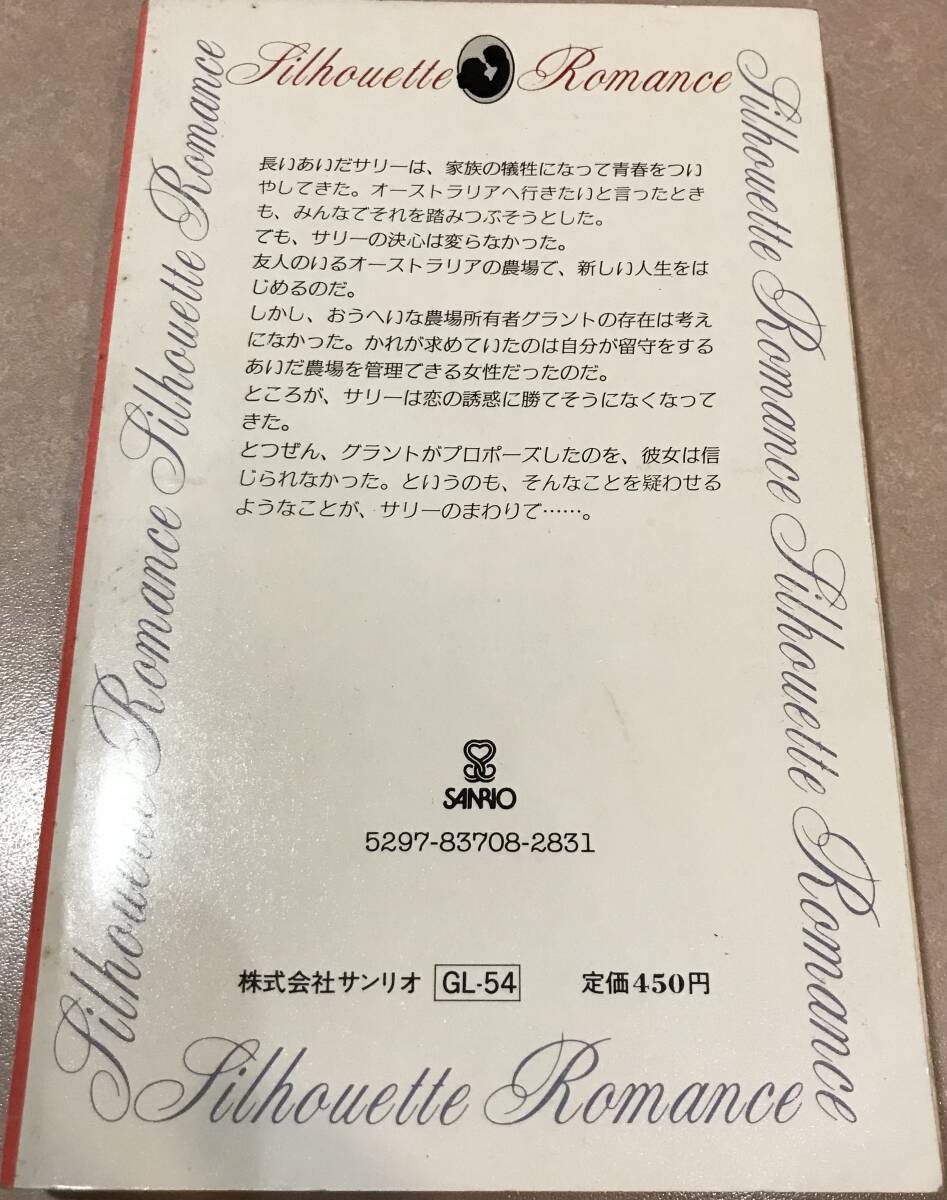 Silhouette Romance
Silhouette Romance Silhouette Romance
長いあいだサリーは、家族の犠牲になって青春をつい
やしてきた。オーストラリアへ行きたいと言ったとき
も、みんなでそれを踏みつぶそうとした。
でも、サリーの決心は変らなかった。
友人のいるオーストラリアの農場で、新しい人生をは
じめるのだ。
しかし、おうへいな農場所有者グラントの存在は考え
になかった。かれが求めていたのは自分が留守をする
あいだ農場を管理できる女性だったのだ。
ところが、サリーは恋の誘惑に勝てそうになくなって
きた。
とつぜん、グラントがプロポーズしたのを、彼女は信
じられなかった。というのも、そんなことを疑わせる
ようなことが、サリーのまわりで……。
Silhouette Romance Silhouette Romance
SANRIO
5297-83708-2831
株式会社サンリオ GL-54 定価450円
Silhouette Romance